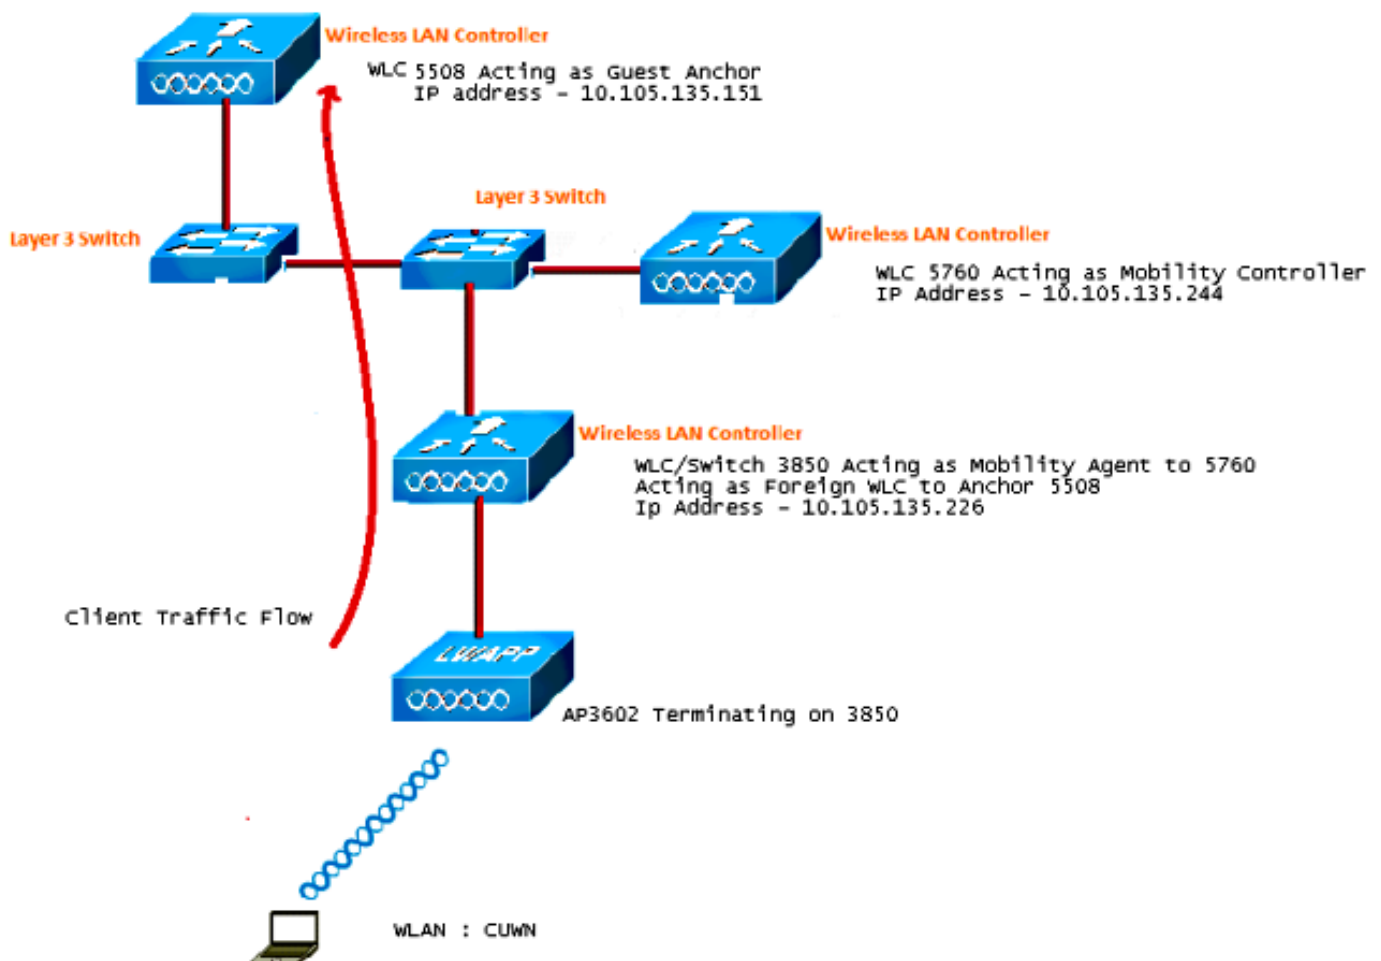 Wireless LAN Controller
WLC 5508 Acting as Guest Anchor
IP address - 10.105.135.151
Layer 3 Switch
Layer 3 Switch
Wireless LAN Controller
WLC 5760 Acting as Mobility Controller
IP Address - 10.105.135.244
Wireless LAN Controller
WLC/Switch 3850 Acting as Mobility Agent to 5760
Acting as Foreign WLC to Anchor 5508
Ip Address - 10.105.135.226
Client Traffic Flow
LWAPP
AP3602 Terminating on 3850
WLAN : CUWN